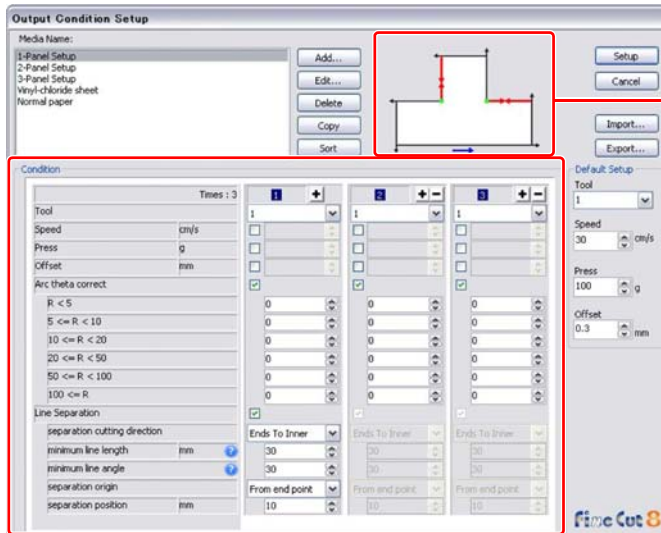 Output Condition Setup
Media Name:
1-Panel Setup
2-Panel Setup
3-Panel Setup
Vinyl-chloride sheet
Normal paper
Add...
Edit...
Delete
Copy
Sort
Setup
Cancel
Import...
Export...
Condition
Times : 3 1 + 2 + - 3 + -
Tool 1 1 1
Speed cm/s
Press g
Offset mm
Arc theta correct
R < 5 0 0 0
5 <= R < 10 0 0 0
10 <= R < 20 0 0 0
20 <= R < 50 0 0 0
50 <= R < 100 0 0 0
100 <= R 0 0 0
Line Separation
separation cutting direction Ends To Inner Ends To Inner Ends To Inner
minimum line length mm ? 30 30 30
minimum line angle ? 30 30 30
separation origin From end point From end point From end point
separation position mm 10 10 10
Default Setup
Tool
1
Speed
30 cm/s
Press
100 g
Offset
0.3 mm
Fine Cut 8